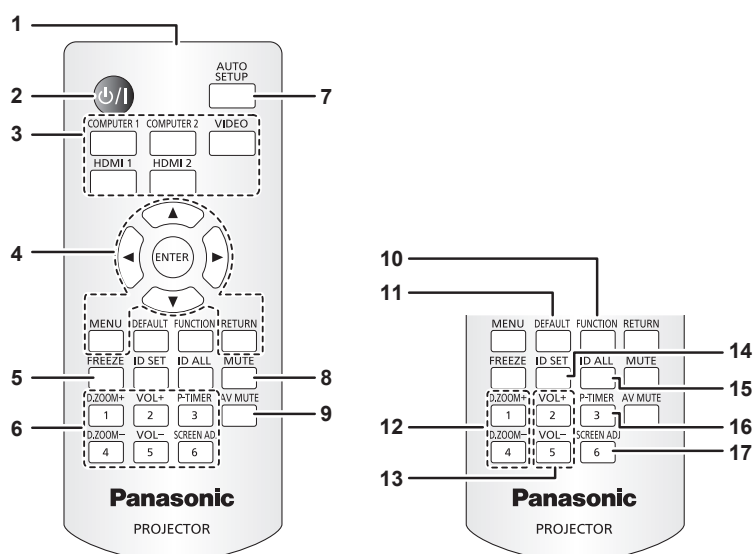 1
2
AUTO
SETUP
7
COMPUTER 1 COMPUTER 2 VIDEO
3
HDMI 1 HDMI 2
4
ENTER
MENU DEFAULT FUNCTION RETURN
FREEZE ID SET ID ALL MUTE
5
8
D.ZOOM+ VOL+ P-TIMER AV MUTE
9
6
1 2 3
D.ZOOM− VOL− SCREEN AD
4 5 6
Panasonic
PROJECTOR
10
11
MENU DEFAULT FUNCTION RETURN
14
FREEZE ID SET ID ALL MUTE
15
D.ZOOM+ VOL+ P-TIMER AV MUTE
12
1 2 3
16
D.ZOOM− VOL− SCREEN ADJ
4 5 6
17
13
Panasonic
PROJECTOR